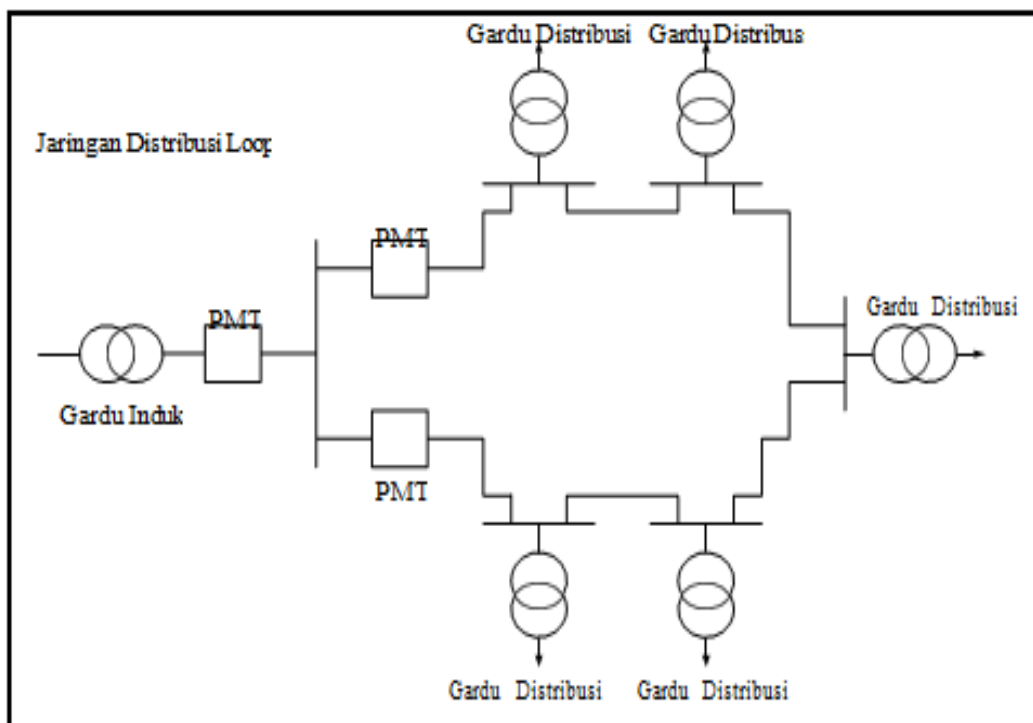 Gardu Distribusi
Gardu Distribus
Jaringan Distribusi Loop
PMT
Gardu Distribusi
PMT
Gardu Induk
PMT
Gardu Distribusi
Gardu Distribusi